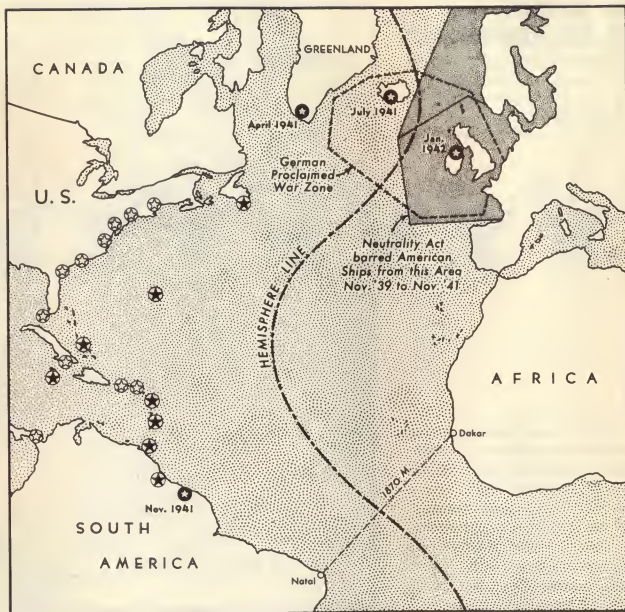 GREENLAND
CANADA
April 1941
July 1941
Jan.
1942
German
Proclaimed
War Zone
U. S.
Neutrality Act
barred American
Ships from this Area
Nov. '39 to Nov. '41
HEMISPHERE LINE
AFRICA
Dakar
1870 M.
Nov. 1941
SOUTH
AMERICA
Natal